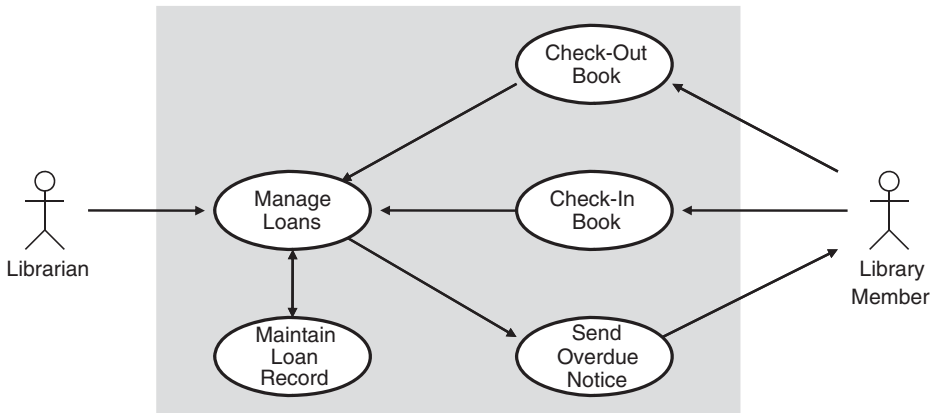 Check-Out
Book
Manage
Loans
Check-In
Book
Librarian
Library
Member
Maintain
Loan
Record
Send
Overdue
Notice